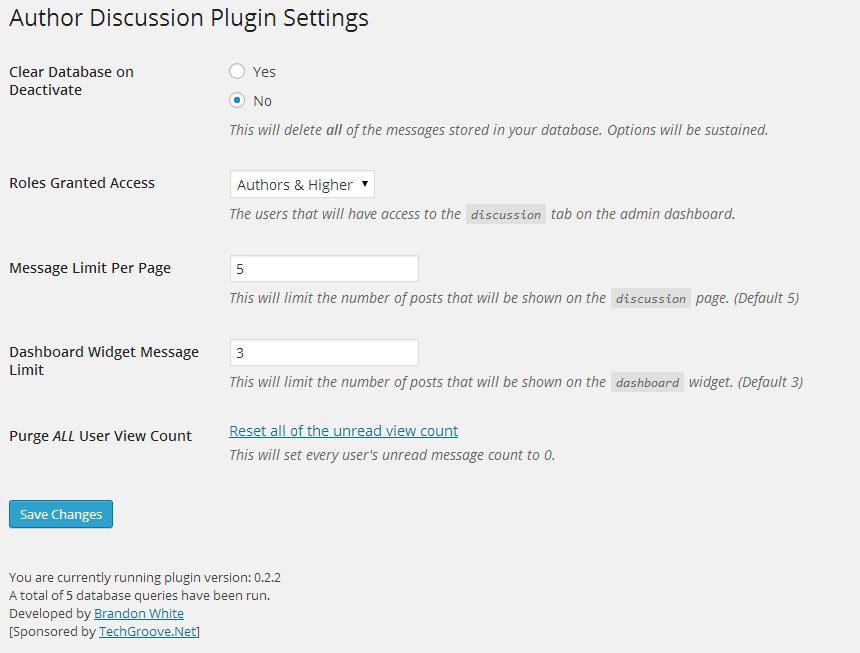 Author Discussion Plugin Settings
Clear Database on
Deactivate
Yes
No
This will delete all of the messages stored in your database. Options will be sustained.
Roles Granted Access
Authors & Higher
The users that will have access to the discussion tab on the admin dashboard.
Message Limit Per Page
5
This will limit the number of posts that will be shown on the discussion page. (Default 5)
Dashboard Widget Message
Limit
3
This will limit the number of posts that will be shown on the dashboard widget. (Default 3)
Purge ALL User View Count
Reset all of the unread view count
This will set every user's unread message count to 0.
Save Changes
You are currently running plugin version: 0.2.2
A total of 5 database queries have been run.
Developed by Brandon White
[Sponsored by TechGroove.Net]